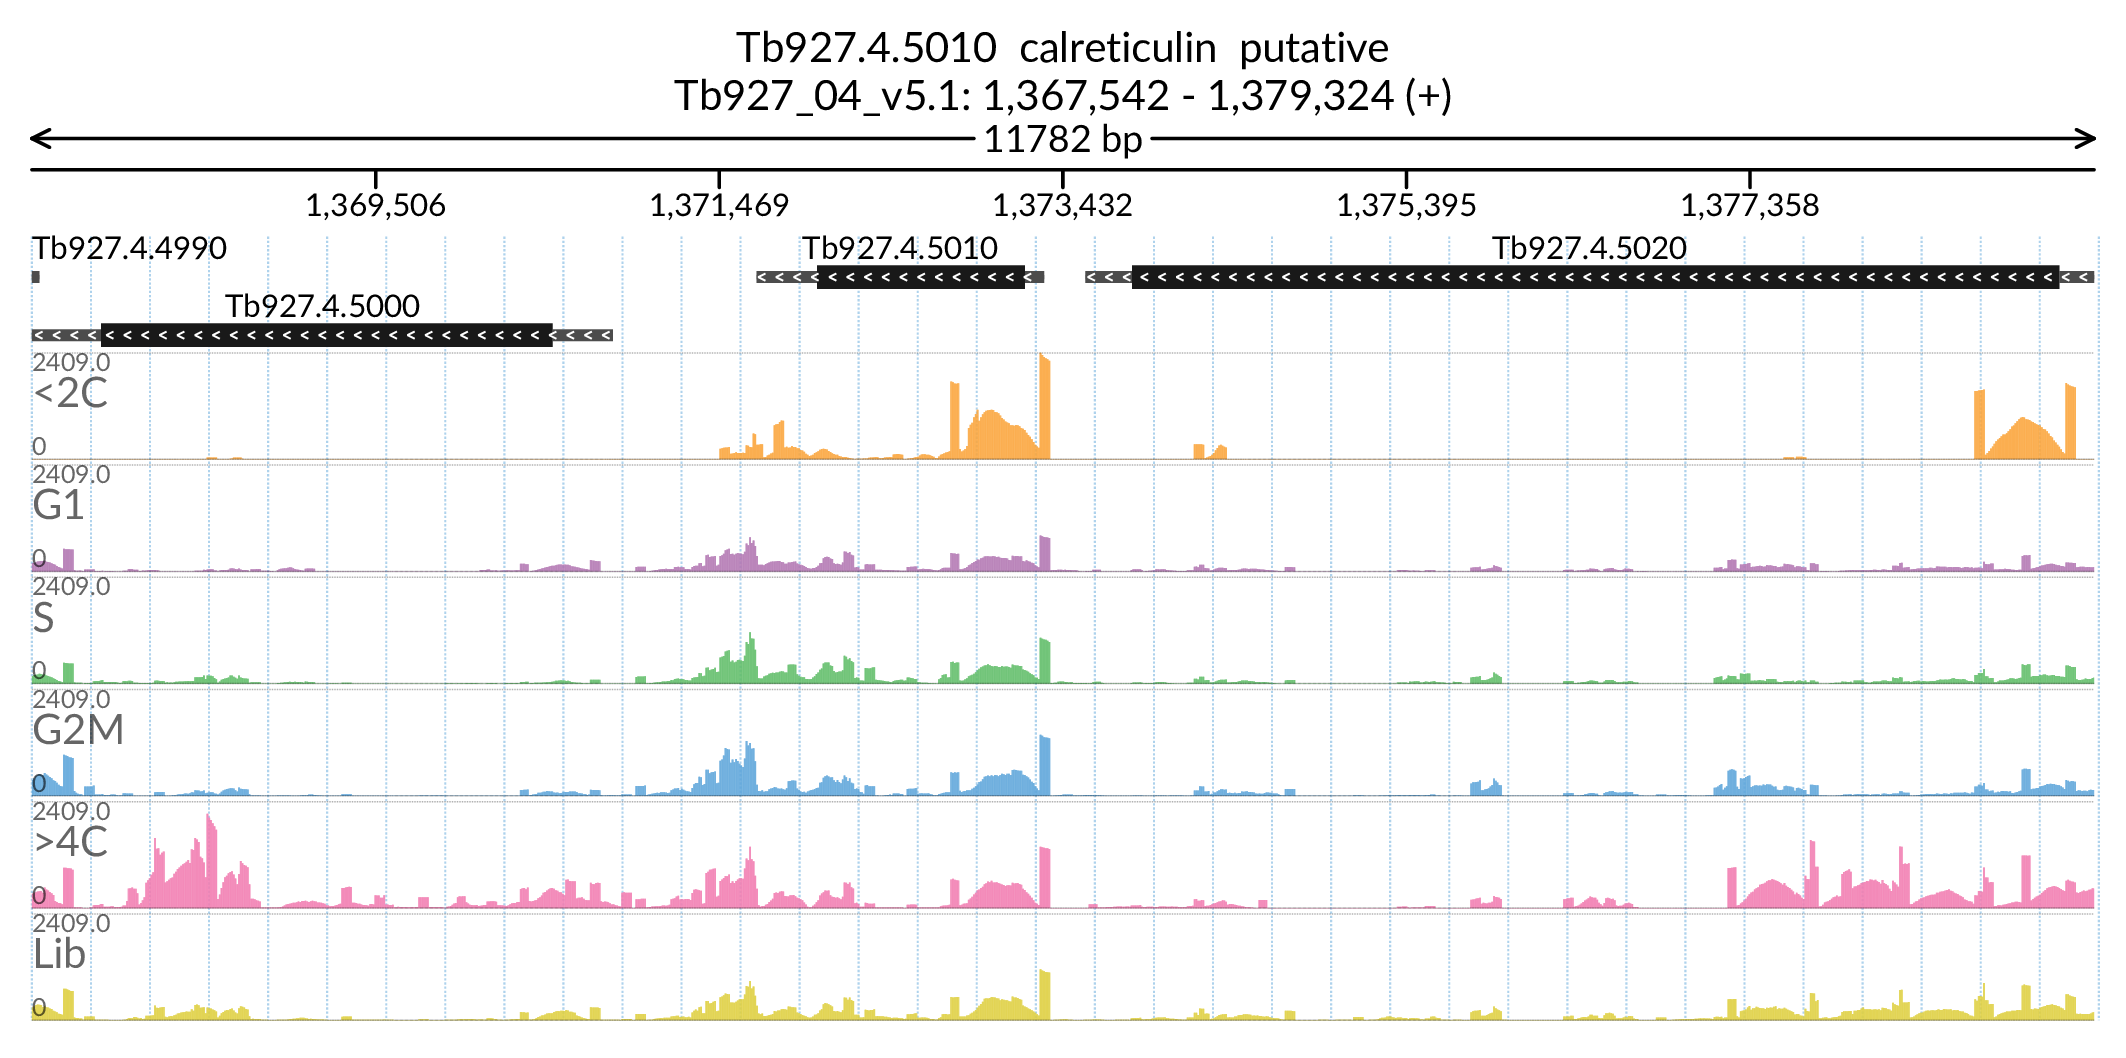 Tb927.4.5010 calreticulin putative
Tb927_04_v5.1: 1,367,542 - 1,379,324 (+)
11782 bp
1,369,506 1,371,469 1,373,432 1,375,395 1,377,358
Tb927.4.4990 Tb927.4.5010 Tb927.4.5020
Tb927.4.5000
2409.0
<2C
0
2409.0
G1
0
2409.0
S
0
2409.0
G2M
0
2409.0
>4C
0
2409.0
Lib
0